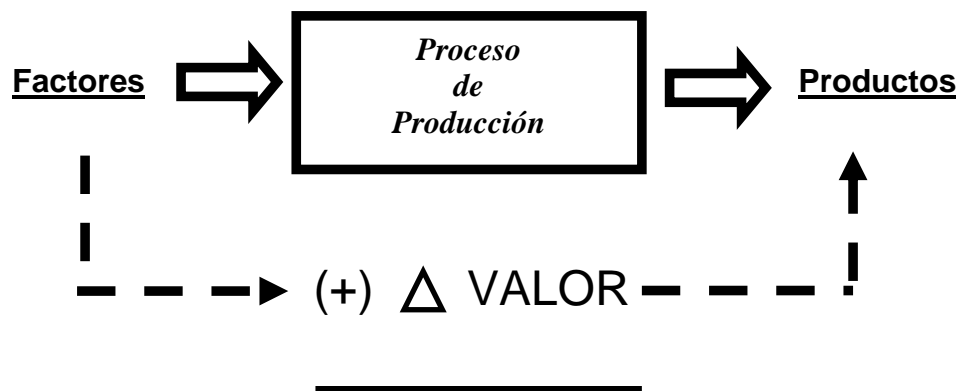 Factores
Proceso
de
Producción
Productos
(+) △ VALOR